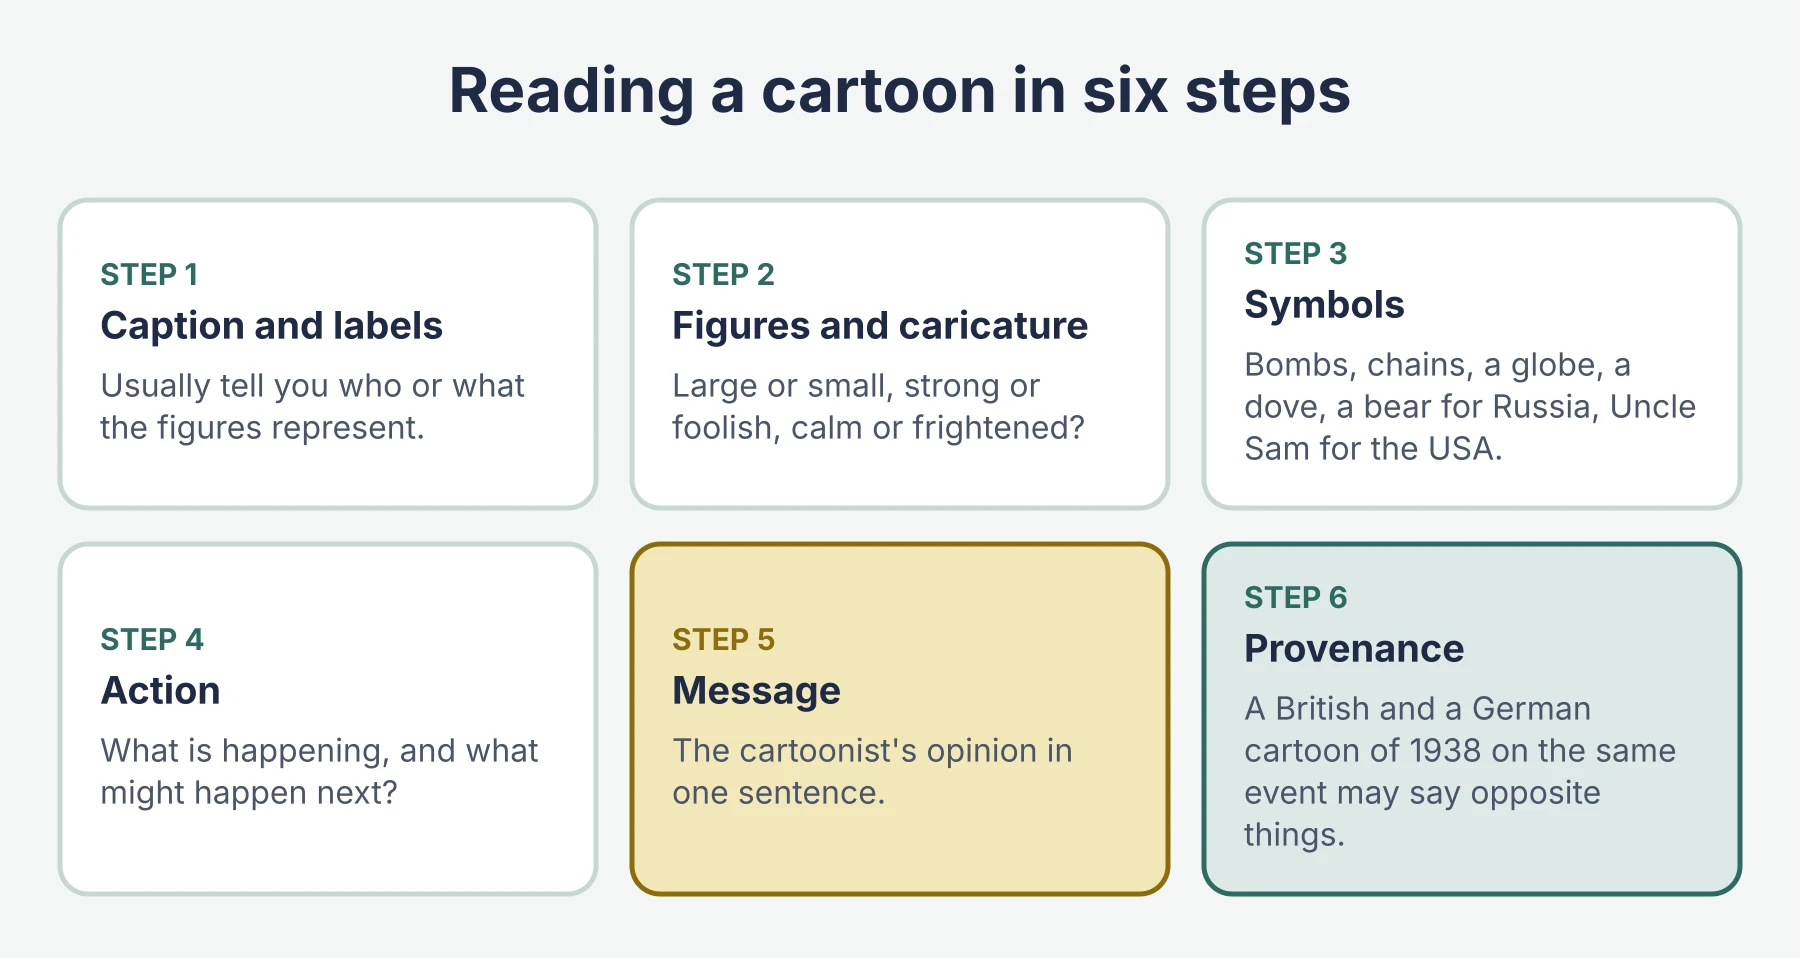 Reading a cartoon in six steps
STEP 1
Caption and labels
Usually tell you who or what
the figures represent.
STEP 2
Figures and caricature
Large or small, strong or
foolish, calm or frightened?
STEP 3
Symbols
Bombs, chains, a globe, a
dove, a bear for Russia, Uncle
Sam for the USA.
STEP 4
Action
What is happening, and what
might happen next?
STEP 5
Message
The cartoonist's opinion in
one sentence.
STEP 6
Provenance
A British and a German
cartoon of 1938 on the same
event may say opposite
things.